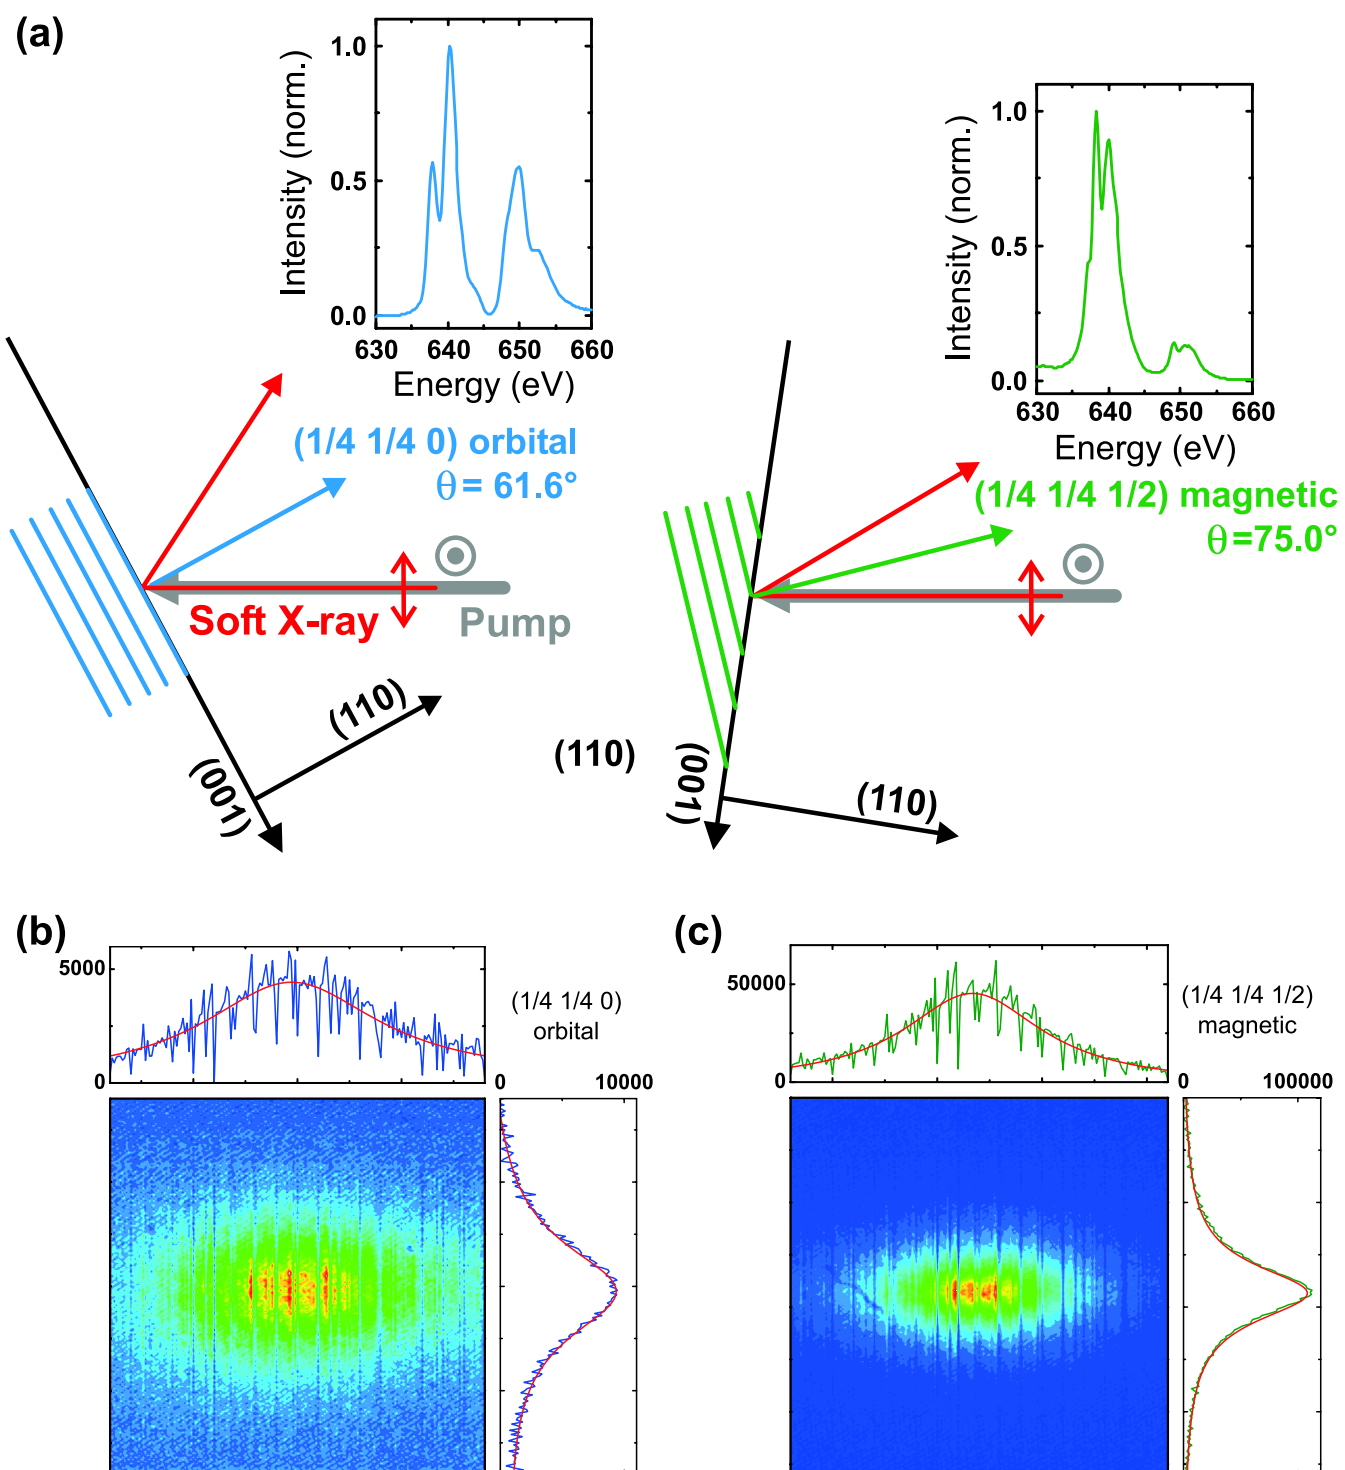 (a)
Intensity (norm.)
1.0
0.5
0.0
630 640 650 660
Energy (eV)
Intensity (norm.)
1.0
0.5
0.0
630 640 650 660
Energy (eV)
(1/4 1/4 0) orbital
θ = 61.6°
(1/4 1/4 1/2) magnetic
θ =75.0°
Soft X-ray
Pump
(110)
(001)
(110)
(001)
(110)
(b)
5000
0
(1/4 1/4 0)
orbital
0 10000
(c)
50000
0
(1/4 1/4 1/2)
magnetic
0 100000